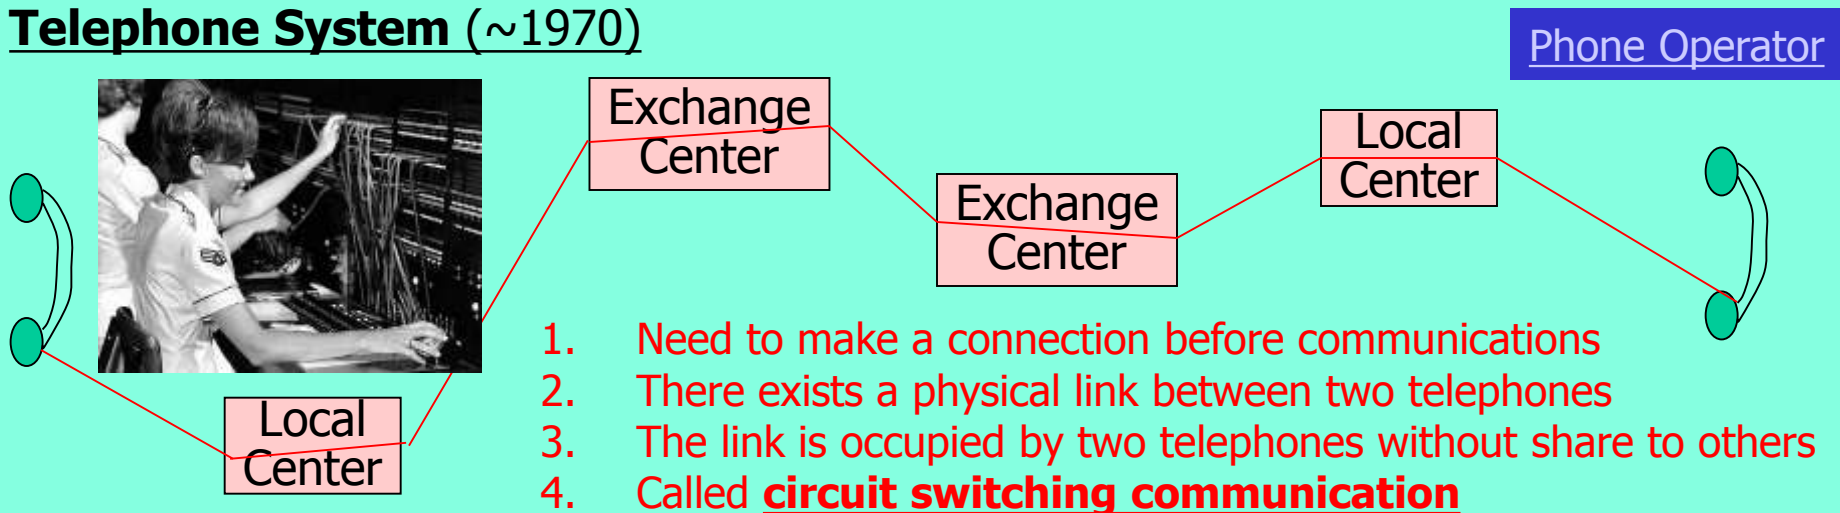 Telephone System (~1970)
Phone Operator
Exchange
Center
Local
Center
Exchange
Center
Local
Center
1. Need to make a connection before communications
2. There exists a physical link between two telephones
3. The link is occupied by two telephones without share to others
4. Called circuit switching communication